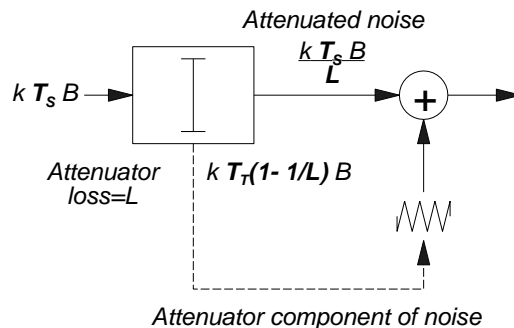 Attenuated noise
k T_S B
k T_S B
L
+
Attenuator
loss=L
k T_T(1- 1/L) B
Attenuator component of noise